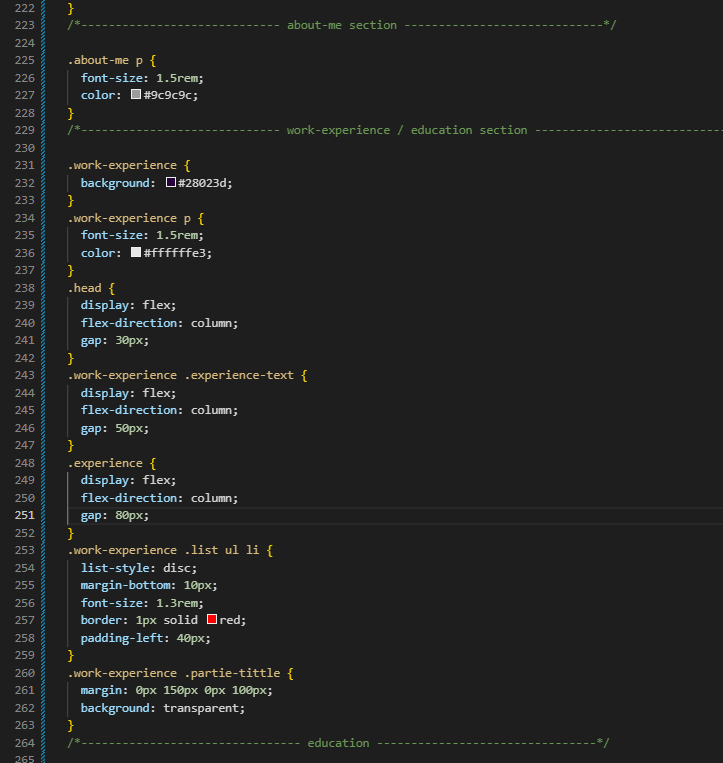 222 }
223 /*----------------------------- about-me section -----------------------------*/
224
225 .about-me p {
226 font-size: 1.5rem;
227 color: #9c9c9c;
228 }
229 /*----------------------------- work-experience / education section ----------------------------
230
231 .work-experience {
232 background: #28023d;
233 }
234 .work-experience p {
235 font-size: 1.5rem;
236 color: #ffffffe3;
237 }
238 .head {
239 display: flex;
240 flex-direction: column;
241 gap: 30px;
242 }
243 .work-experience .experience-text {
244 display: flex;
245 flex-direction: column;
246 gap: 50px;
247 }
248 .experience {
249 display: flex;
250 flex-direction: column;
251 gap: 80px;
252 }
253 .work-experience .list ul li {
254 list-style: disc;
255 margin-bottom: 10px;
256 font-size: 1.3rem;
257 border: 1px solid red;
258 padding-left: 40px;
259 }
260 .work-experience .partie-tittle {
261 margin: 0px 150px 0px 100px;
262 background: transparent;
263 }
264 /*-------------------------------- education --------------------------------*/
265